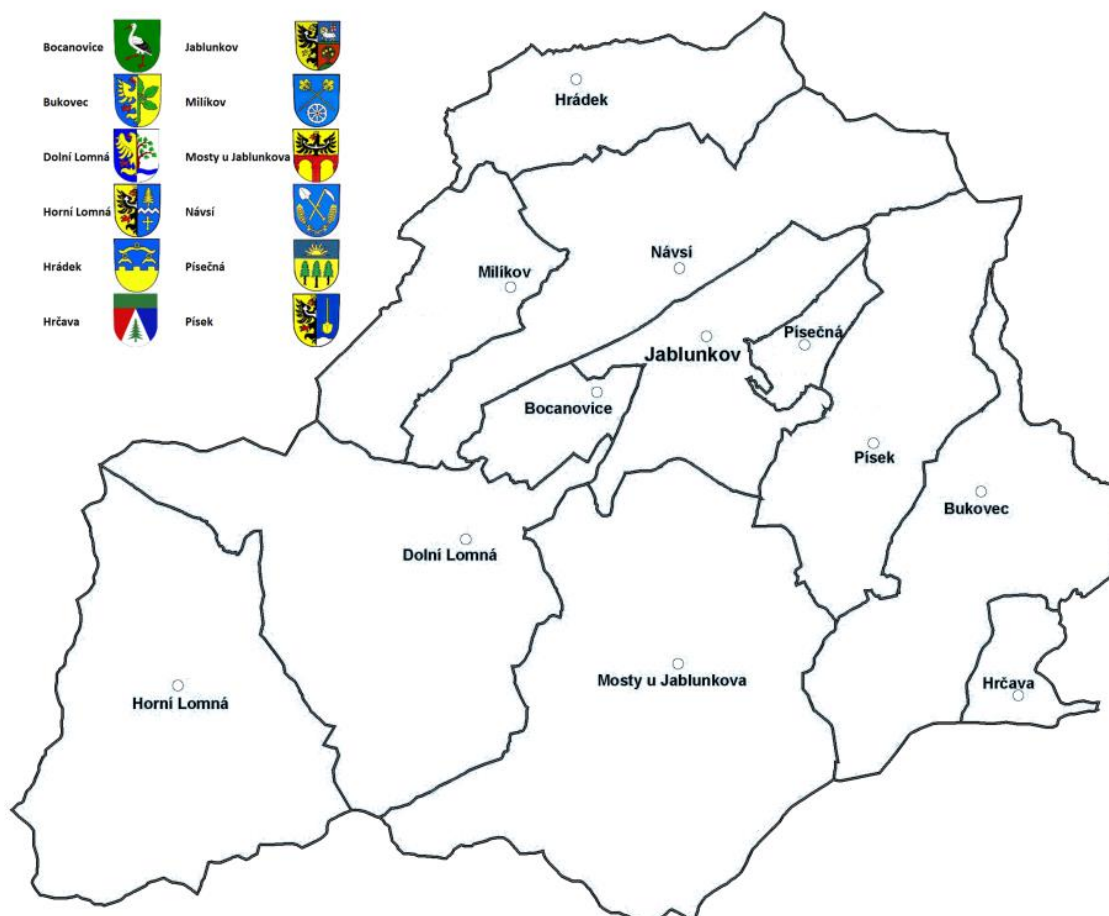 Bocanovice
Jablunkov
Bukovec
Milíkov
Dolní Lomná
Mosty u Jablunkova
Horní Lomná
Návsí
Hrádek
Písečná
Hrčava
Písek
Hrádek
Návsí
Milíkov
Písečná
Jablunkov
Bocanovice
Písek
Bukovec
Dolní Lomná
Mosty u Jablunkova
Hrčava
Horní Lomná